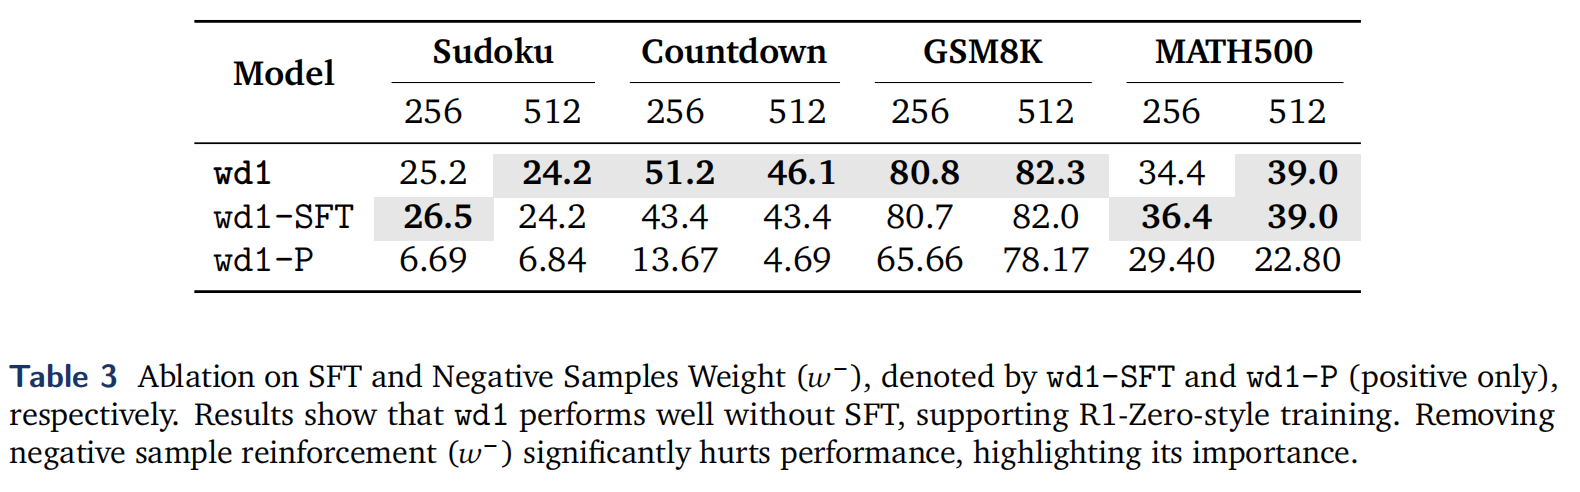 Model Sudoku Countdown GSM8K MATH500
256 512 256 512 256 512 256 512
wd1 25.2 24.2 51.2 46.1 80.8 82.3 34.4 39.0
wd1-SFT 26.5 24.2 43.4 43.4 80.7 82.0 36.4 39.0
wd1-P 6.69 6.84 13.67 4.69 65.66 78.17 29.40 22.80
Table 3 Ablation on SFT and Negative Samples Weight (w⁻), denoted by wd1-SFT and wd1-P (positive only),
respectively. Results show that wd1 performs well without SFT, supporting R1-Zero-style training. Removing
negative sample reinforcement (w⁻) significantly hurts performance, highlighting its importance.